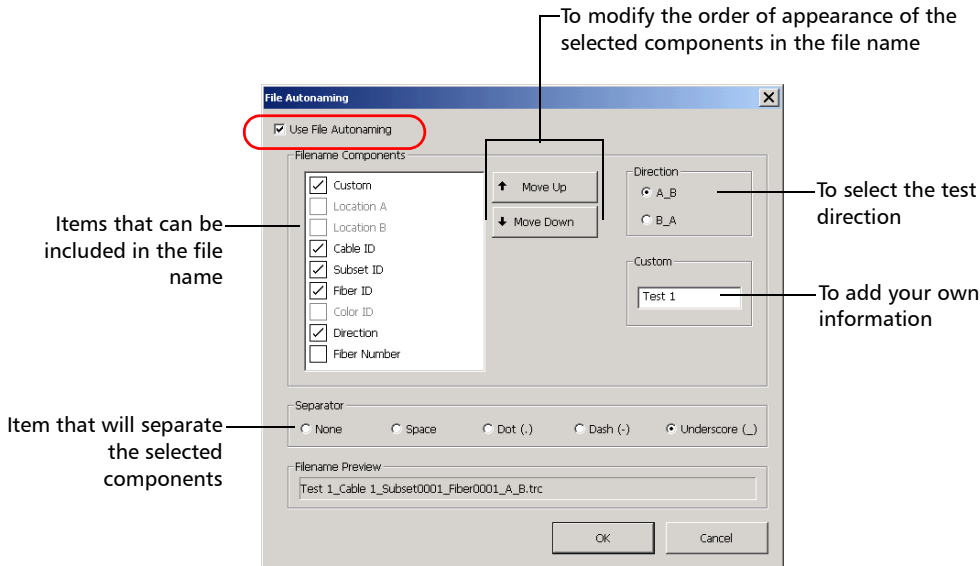 To modify the order of appearance of the
selected components in the file name
File Autonaming
Use File Autonaming
Filename Components
Custom
Location A
Location B
Cable ID
Subset ID
Fiber ID
Color ID
Direction
Fiber Number
Move Up
Move Down
Direction
A_B
B_A
Custom
Test 1
Items that can be
included in the file
name
To select the test
direction
To add your own
information
Item that will separate
the selected
components
Separator
None
Space
Dot (.)
Dash (-)
Underscore (_)
Filename Preview
Test 1_Cable 1_Subset0001_Fiber0001_A_B.trc
OK
Cancel